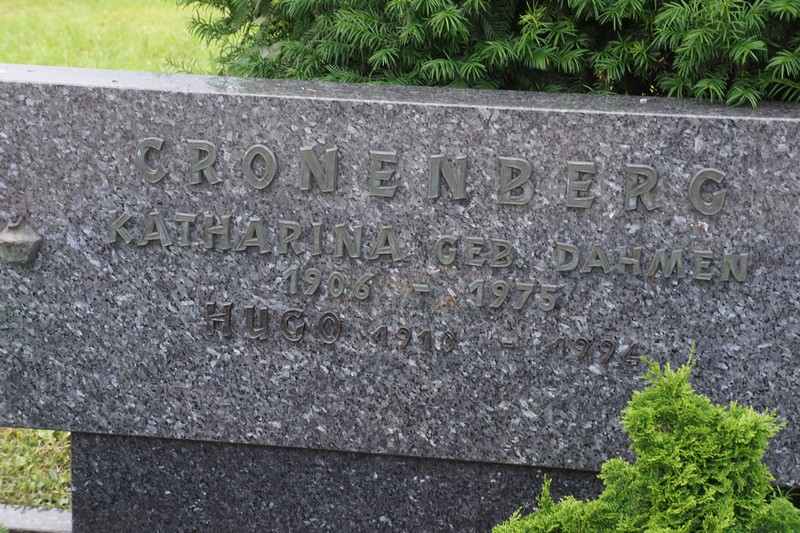 CRONENBERG
KATHARINA GEB. DAHMEN
1906 - 1975
HUGO 1910 - 1994